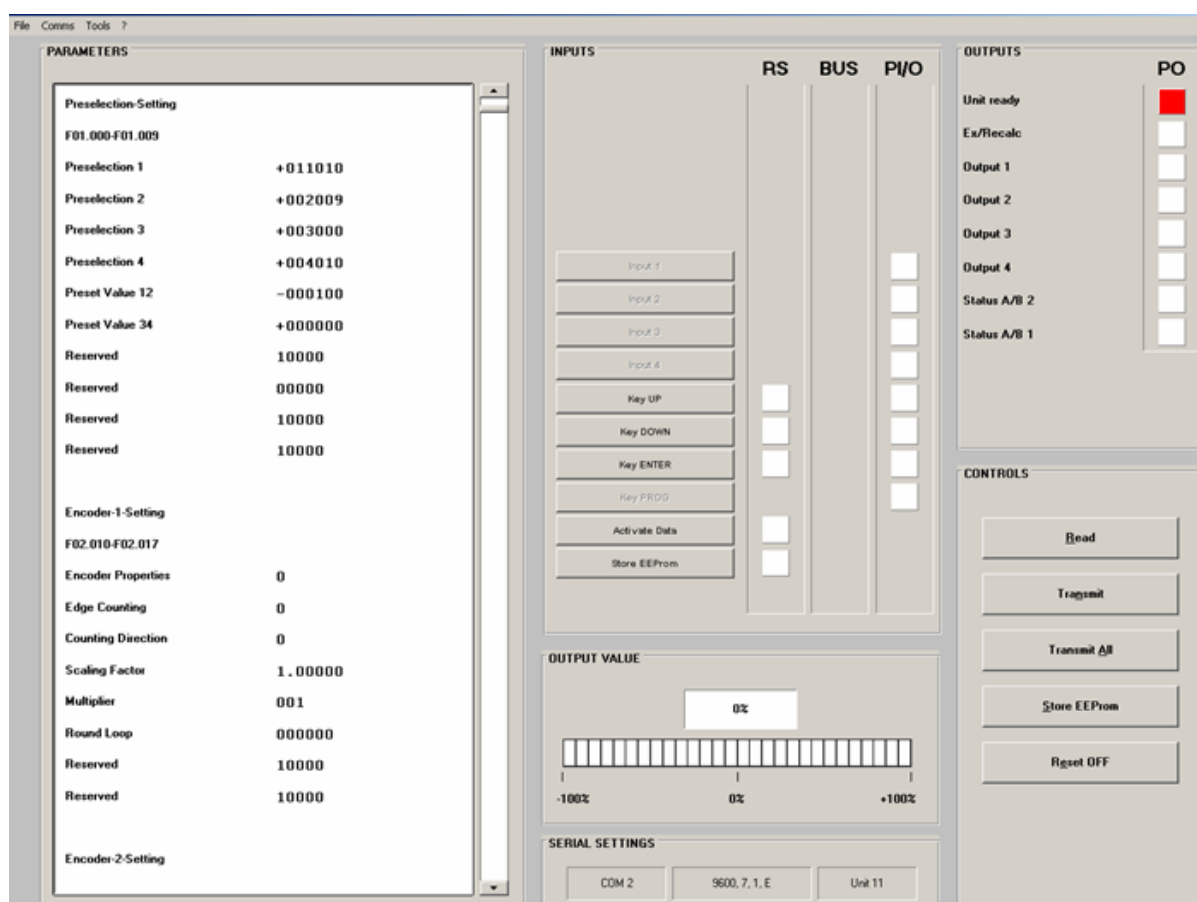 File Comms Tools ?
PARAMETERS
Preselection-Setting
F01.000-F01.009
Preselection 1 +011010
Preselection 2 +002009
Preselection 3 +003000
Preselection 4 +004010
Preset Value 12 -000100
Preset Value 34 +000000
Reserved 10000
Reserved 00000
Reserved 10000
Reserved 10000
Encoder-1-Setting
F02.010-F02.017
Encoder Properties 0
Edge Counting 0
Counting Direction 0
Scaling Factor 1.00000
Multiplier 001
Round Loop 000000
Reserved 10000
Reserved 10000
Encoder-2-Setting
INPUTS
RS BUS PI/O
Input 1
Input 2
Input 3
Input 4
Key UP
Key DOWN
Key ENTER
Key PROG
Activate Data
Store EEProm
OUTPUT VALUE
0%
-100% 0% +100%
SERIAL SETTINGS
COM 2 9600, 7, 1, E Unit 11
OUTPUTS
PO
Unit ready
Ex/Recalc
Output 1
Output 2
Output 3
Output 4
Status A/B 2
Status A/B 1
CONTROLS
Read
Transmit
Transmit All
Store EEProm
Reset OFF